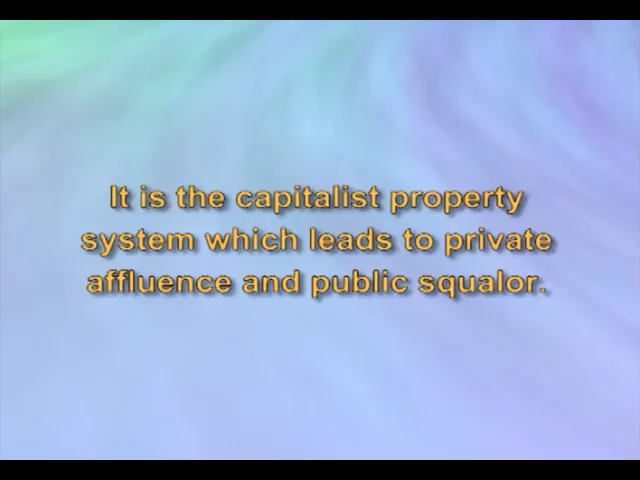 It is the capitalist property
system which leads to private
affluence and public squalor.